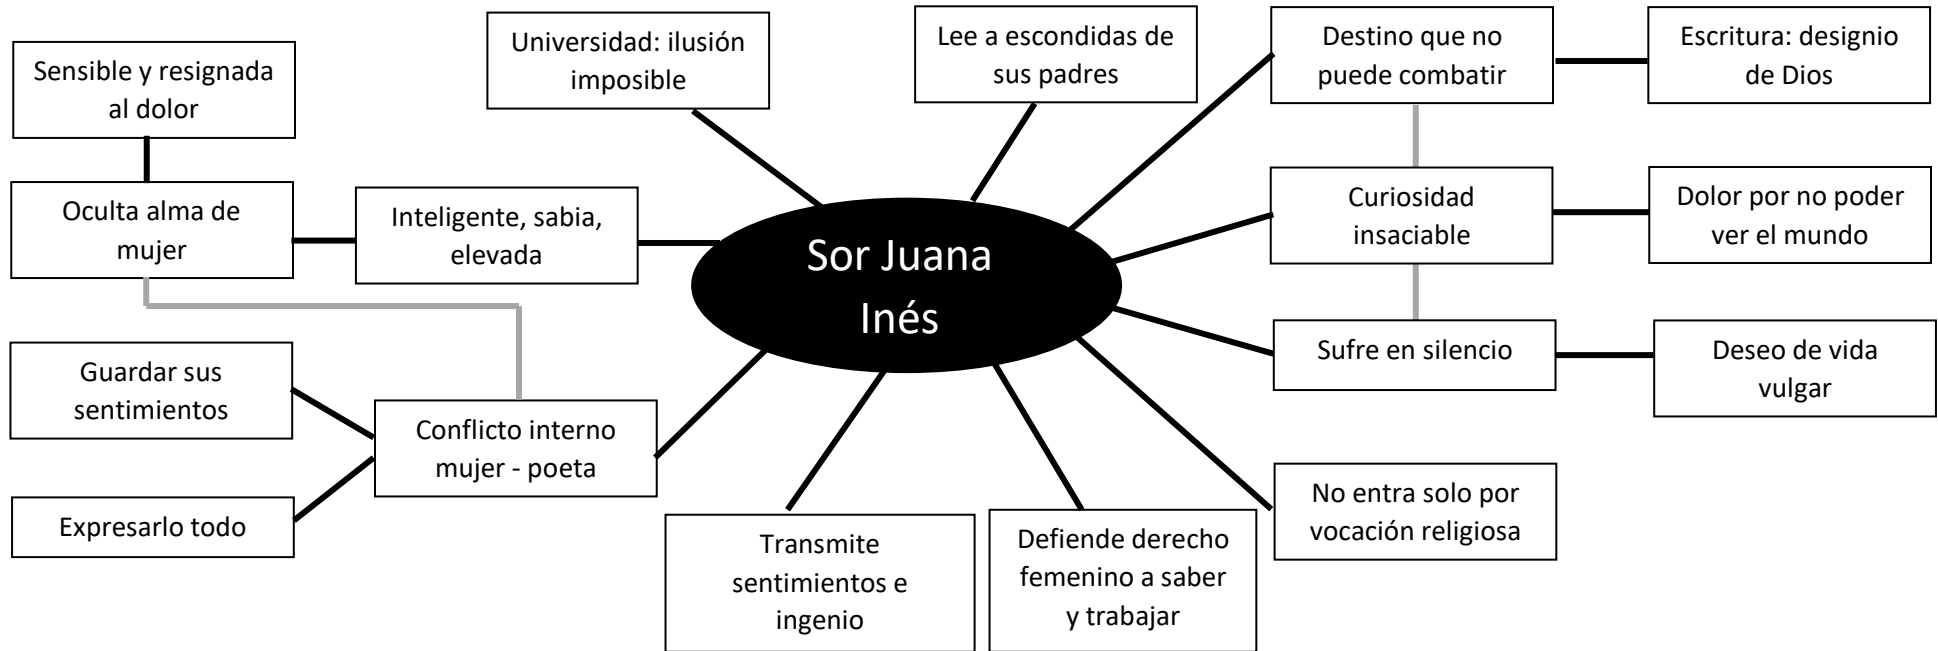 Universidad: ilusión
imposible
Lee a escondidas de
sus padres
Destino que no
puede combatir
Escritura: designio
de Dios
Sensible y resignada
al dolor
Oculta alma de
mujer
Inteligente, sabia,
elevada
Sor Juana
Inés
Curiosidad
insaciable
Dolor por no poder
ver el mundo
Sufre en silencio
Deseo de vida
vulgar
Guardar sus
sentimientos
Conflicto interno
mujer - poeta
Expresarlo todo
Transmite
sentimientos e
ingenio
Defiende derecho
femenino a saber
y trabajar
No entra solo por
vocación religiosa